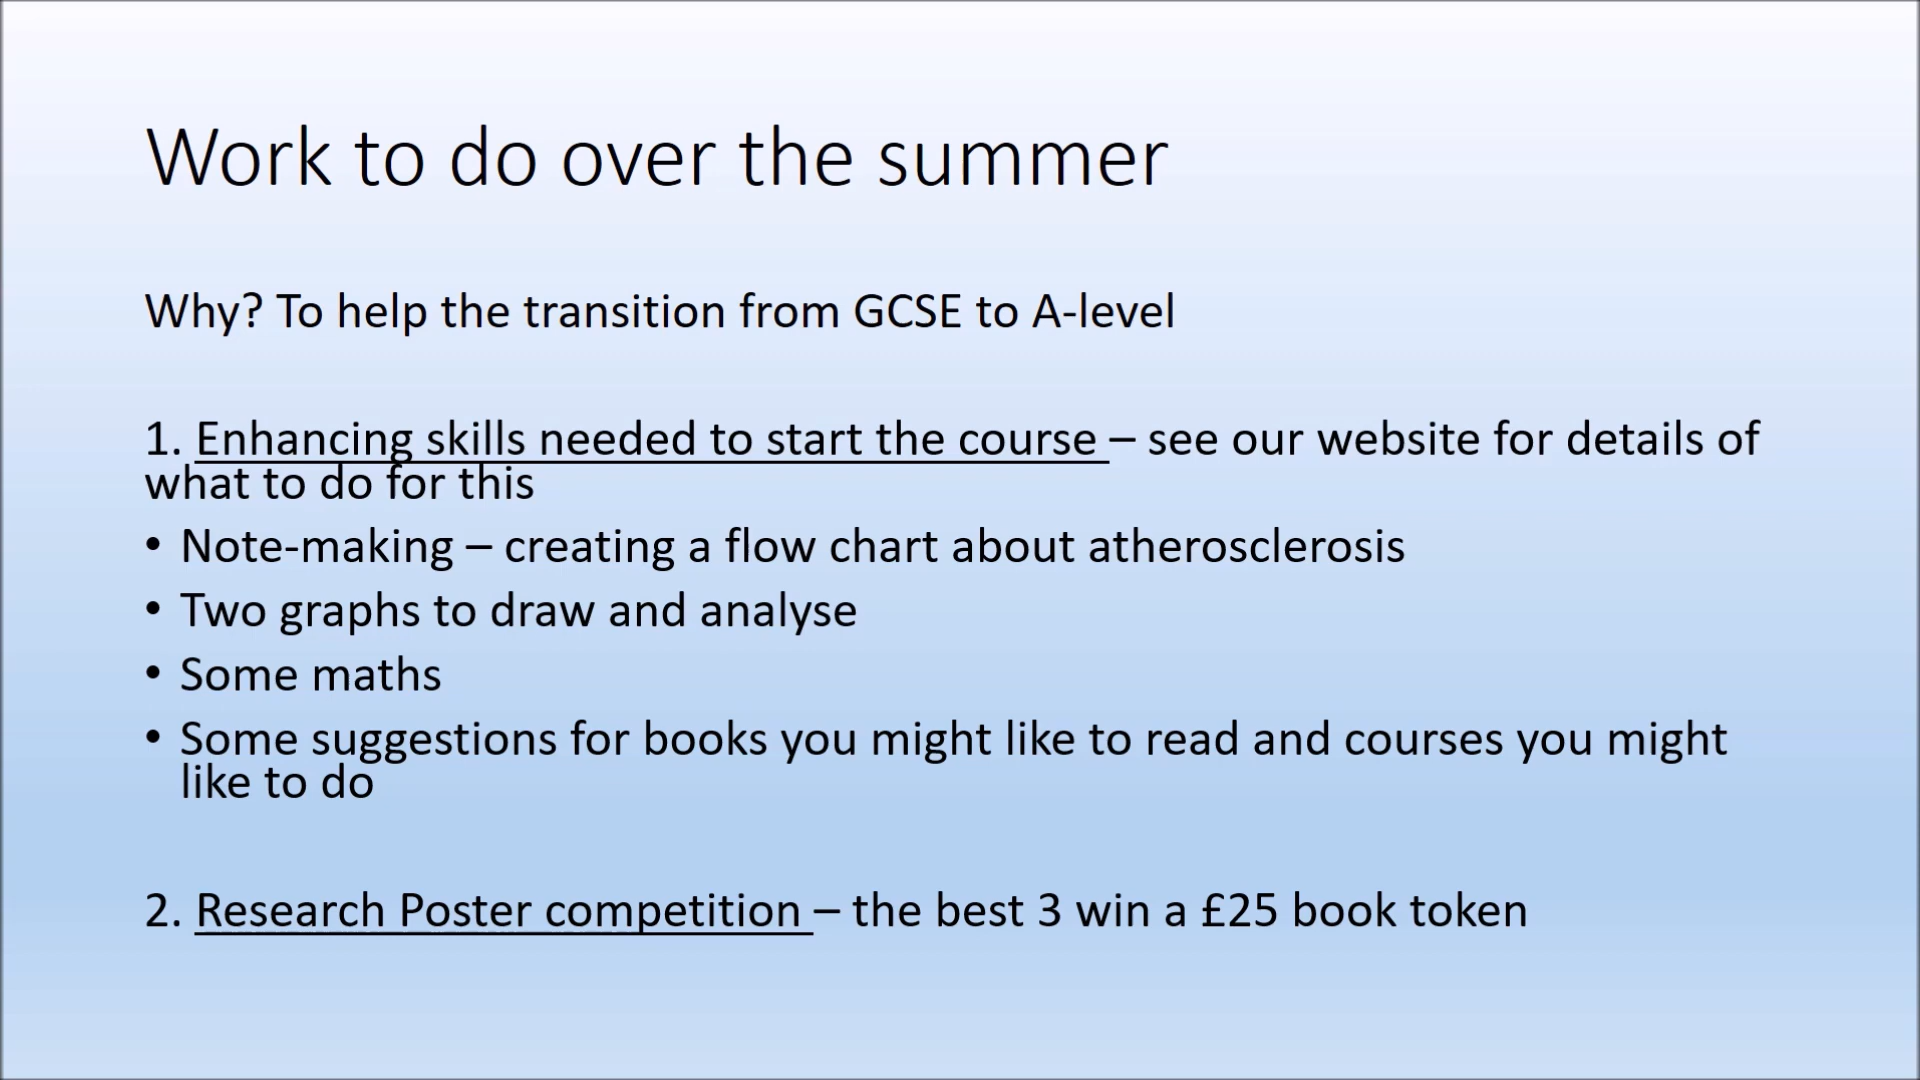 Work to do over the summer
Why? To help the transition from GCSE to A-level
1. Enhancing skills needed to start the course – see our website for details of
what to do for this
• Note-making – creating a flow chart about atherosclerosis
• Two graphs to draw and analyse
• Some maths
• Some suggestions for books you might like to read and courses you might
like to do
2. Research Poster competition – the best 3 win a £25 book token